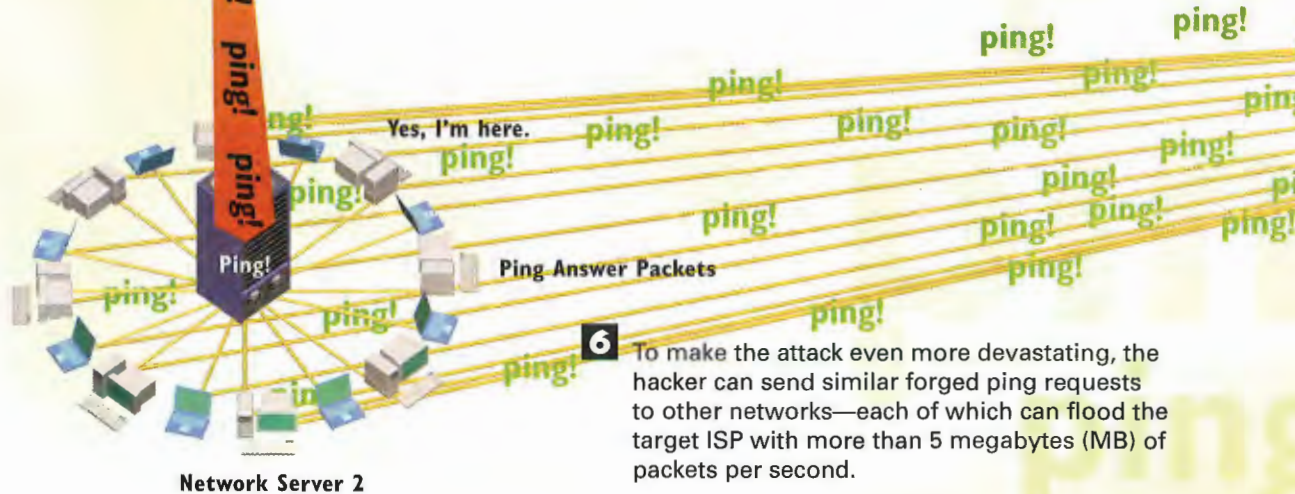 ping!
ping!
ping!
ping!
ping!
ping!
Yes, I'm here.
ping!
ping!
ping!
ping!
ping!
ping!
ping!
ping!
ping!
ping!
ping!
Ping!
Ping Answer Packets
ping!
ping!
ping!
ping!
ping!
6 To make the attack even more devastating, the
hacker can send similar forged ping requests
to other networks—each of which can flood the
target ISP with more than 5 megabytes (MB) of
packets per second.
Network Server 2